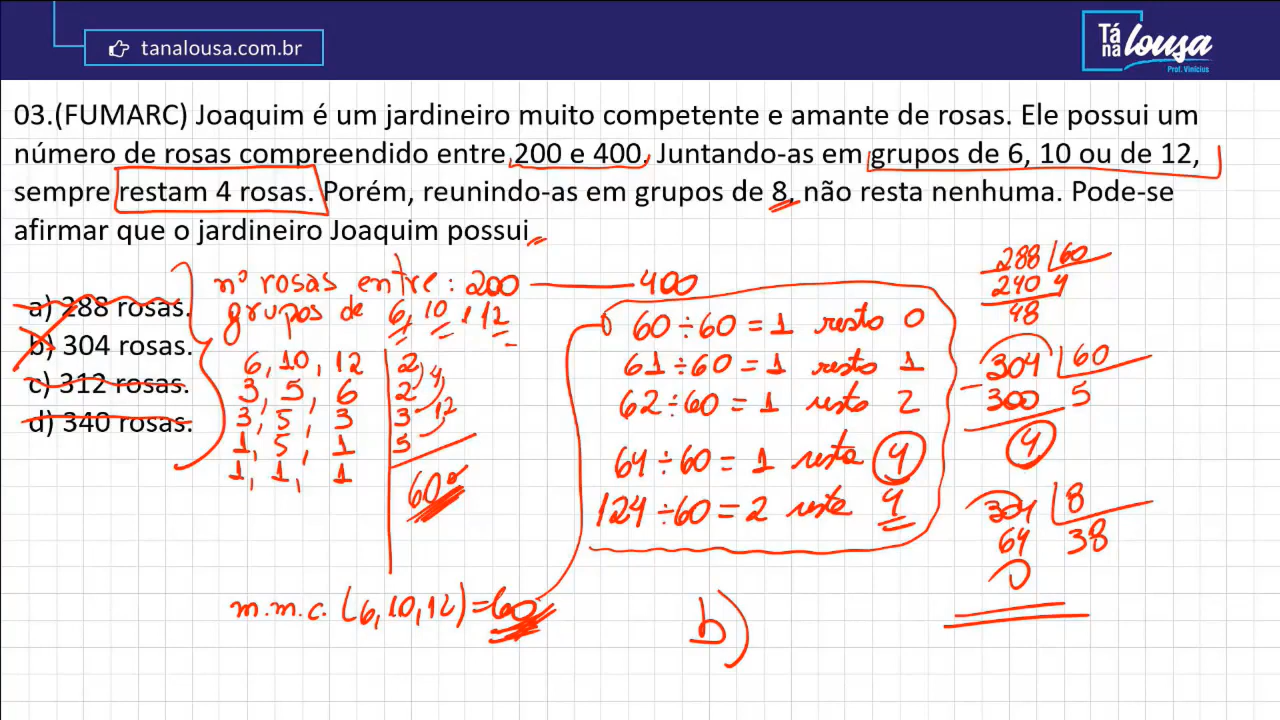 tanalousa.com.br
Tá na lousa
Prof. Vinícius
03.(FUMARC) Joaquim é um jardineiro muito competente e amante de rosas. Ele possui um
número de rosas compreendido entre 200 e 400. Juntando-as em grupos de 6, 10 ou de 12,
sempre restam 4 rosas. Porém, reunindo-as em grupos de 8, não resta nenhuma. Pode-se
afirmar que o jardineiro Joaquim possui
a) 288 rosas.
b) 304 rosas.
c) 312 rosas.
d) 340 rosas.
nº rosas entre: 200 — 400
grupos de 6, 10, 12
6, 10, 12 | 2
3, 5, 6 | 2
3, 5, 3 | 3
1, 5, 1 | 5
1, 1, 1
4
12
60
m.m.c. (6, 10, 12) = 60
60 ÷ 60 = 1 resto 0
61 ÷ 60 = 1 resto 1
62 ÷ 60 = 1 resto 2
64 ÷ 60 = 1 resta 4
124 ÷ 60 = 2 resta 4
b)
288 60
240 4
48
304 60
300 5
4
304 8
64 38
0